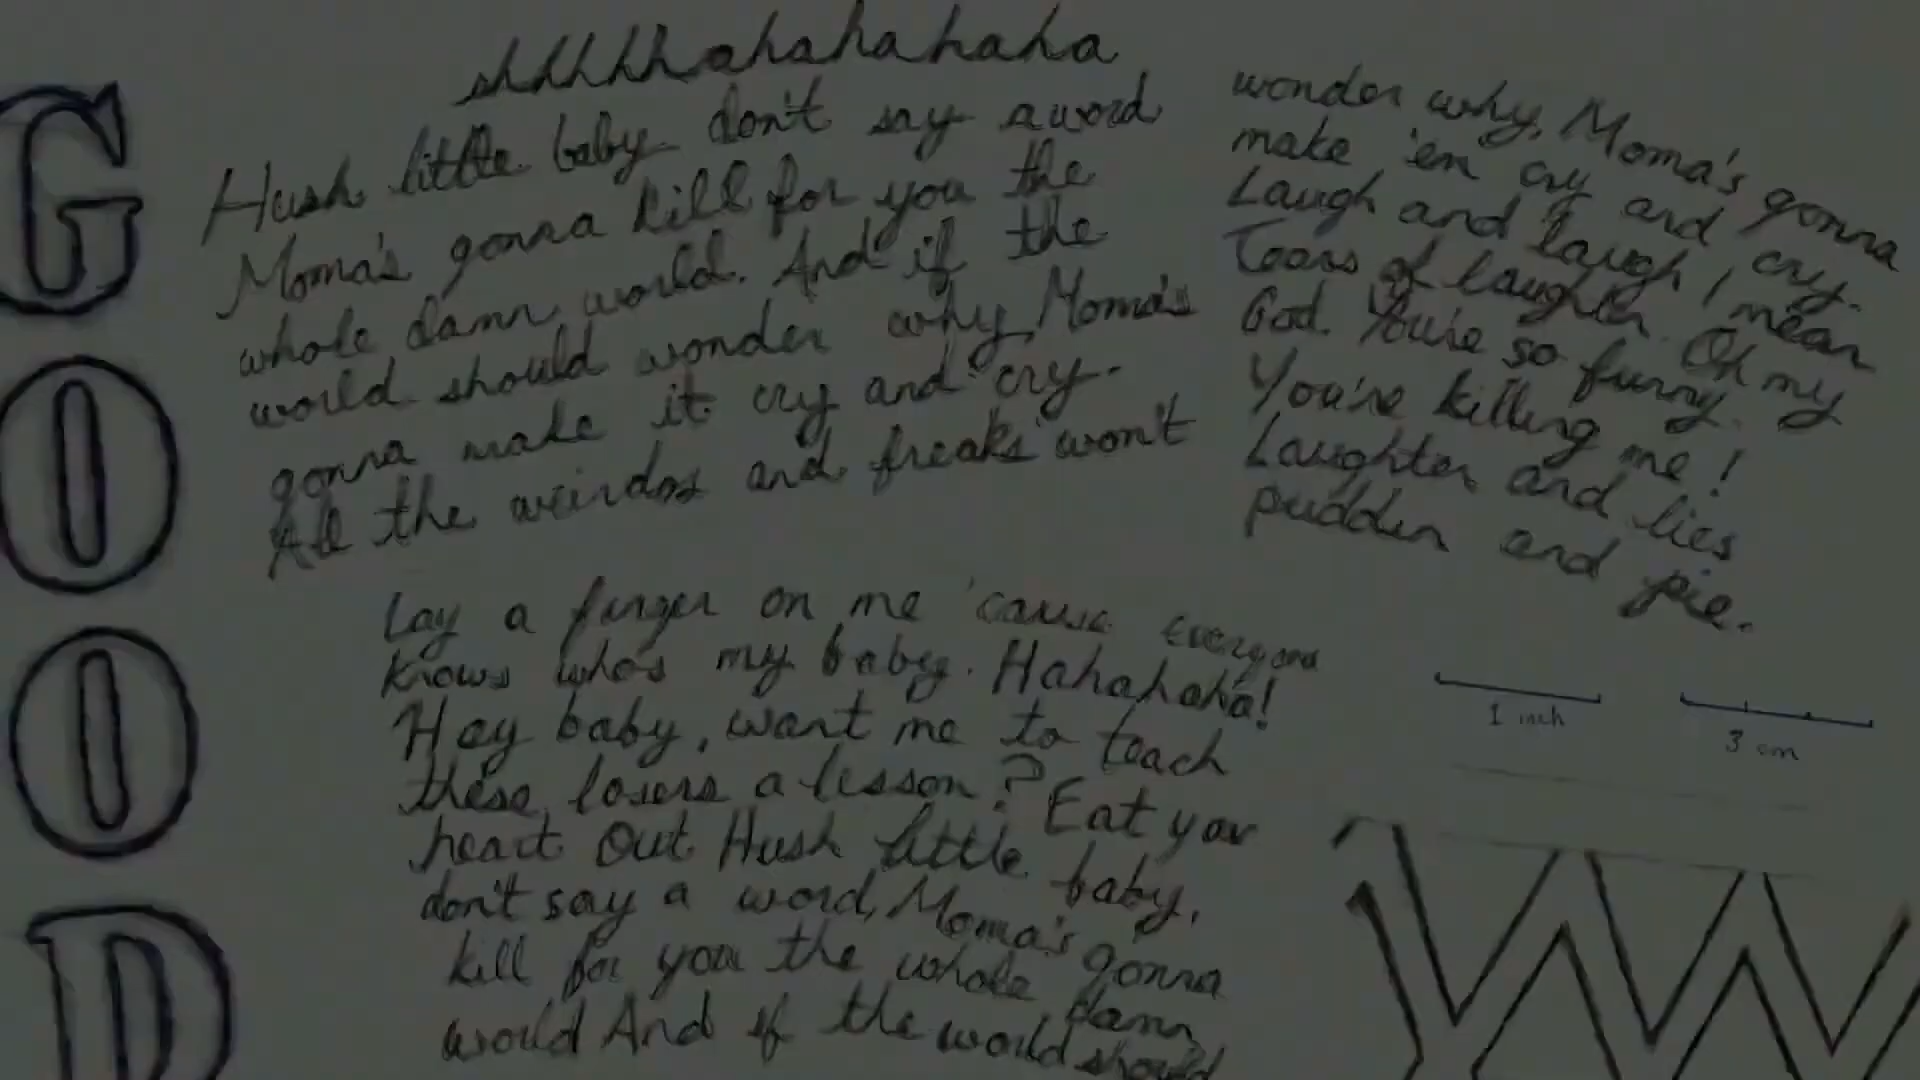 G
O
O
D
shhhhahahahaha
Hush little baby don't say a word
Moma's gonna kill for you the
whole damn world. And if the
world should wonder why, Moma's
gonna make it cry and cry.
All the weirdos and freaks won't
Lay a finger on me 'cause everyone
knows who's my baby. Hahahaha!
Hey baby, want me to teach
these losers a lesson? Eat your
heart Out Hush little baby,
don't say a word, Moma's gonna
kill for you the whole damn
world And if the world should
wonder why, Moma's gonna
make 'em cry and cry.
Laugh and laugh, I mean
Tears of laughter. Oh my
God. You're so funny.
You're killing me!
Laughter and lies
pudden and pie.
1 inch
3 cm